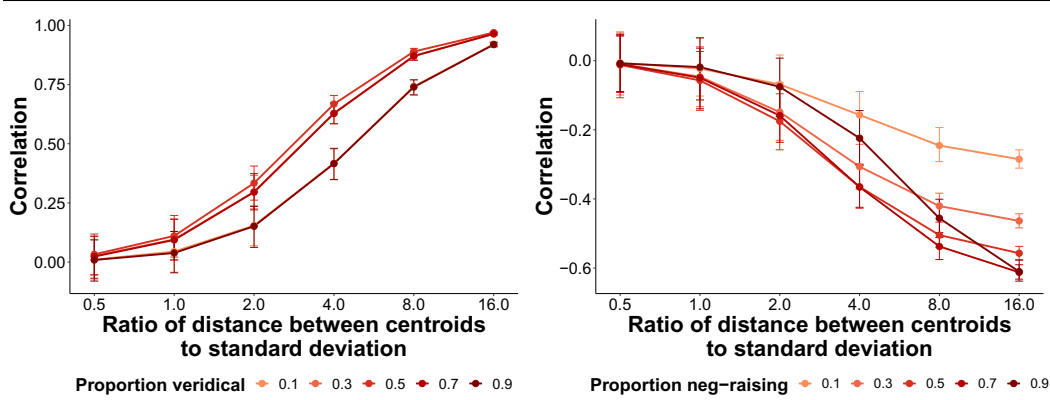 Correlation
1.00
0.75
0.50
0.25
0.00
0.5 1.0 2.0 4.0 8.0 16.0
Ratio of distance between centroids
to standard deviation
Proportion veridical 0.1 0.3 0.5 0.7 0.9
Correlation
0.0
−0.2
−0.4
−0.6
0.5 1.0 2.0 4.0 8.0 16.0
Ratio of distance between centroids
to standard deviation
Proportion neg−raising 0.1 0.3 0.5 0.7 0.9